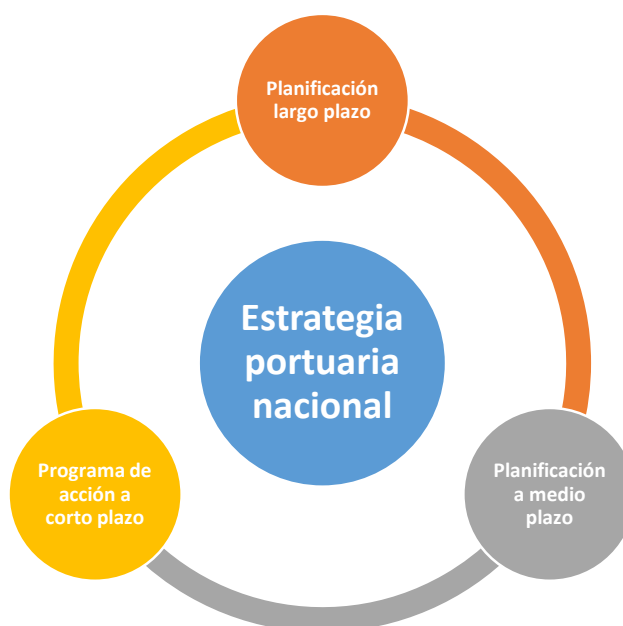 Planificación
largo plazo
Estrategia
portuaria
nacional
Programa de
acción a
corto plazo
Planificación
a medio
plazo